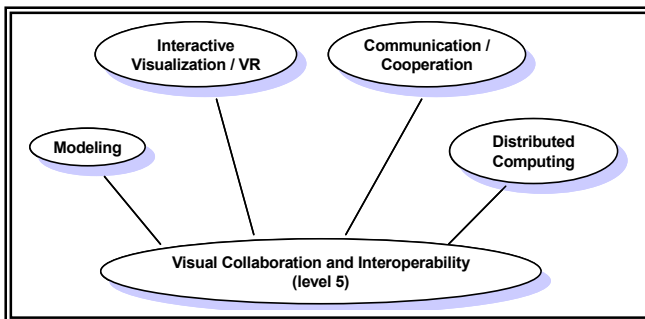 Interactive
Visualization / VR
Communication /
Cooperation
Modeling
Distributed
Computing
Visual Collaboration and Interoperability
(level 5)